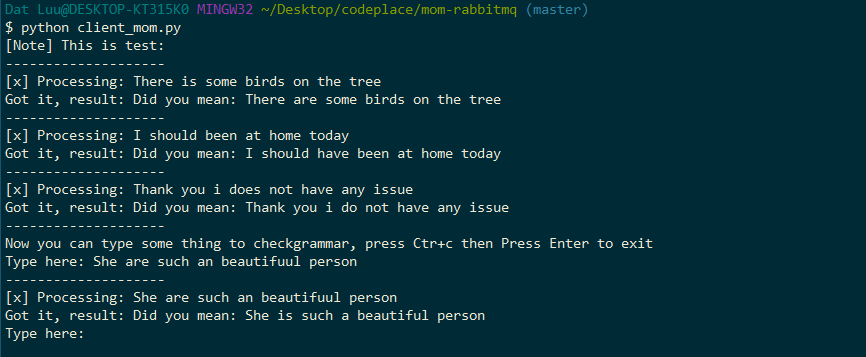 Dat Luu@DESKTOP-KT315K0 MINGW32 ~/Desktop/codeplace/mom-rabbitmq (master)
$ python client_mom.py
[Note] This is test:
--------------------
[x] Processing: There is some birds on the tree
Got it, result: Did you mean: There are some birds on the tree
--------------------
[x] Processing: I should been at home today
Got it, result: Did you mean: I should have been at home today
--------------------
[x] Processing: Thank you i does not have any issue
Got it, result: Did you mean: Thank you i do not have any issue
--------------------
Now you can type some thing to checkgrammar, press Ctr+c then Press Enter to exit
Type here: She are such an beautifuul person
--------------------
[x] Processing: She are such an beautifuul person
Got it, result: Did you mean: She is such a beautiful person
Type here: